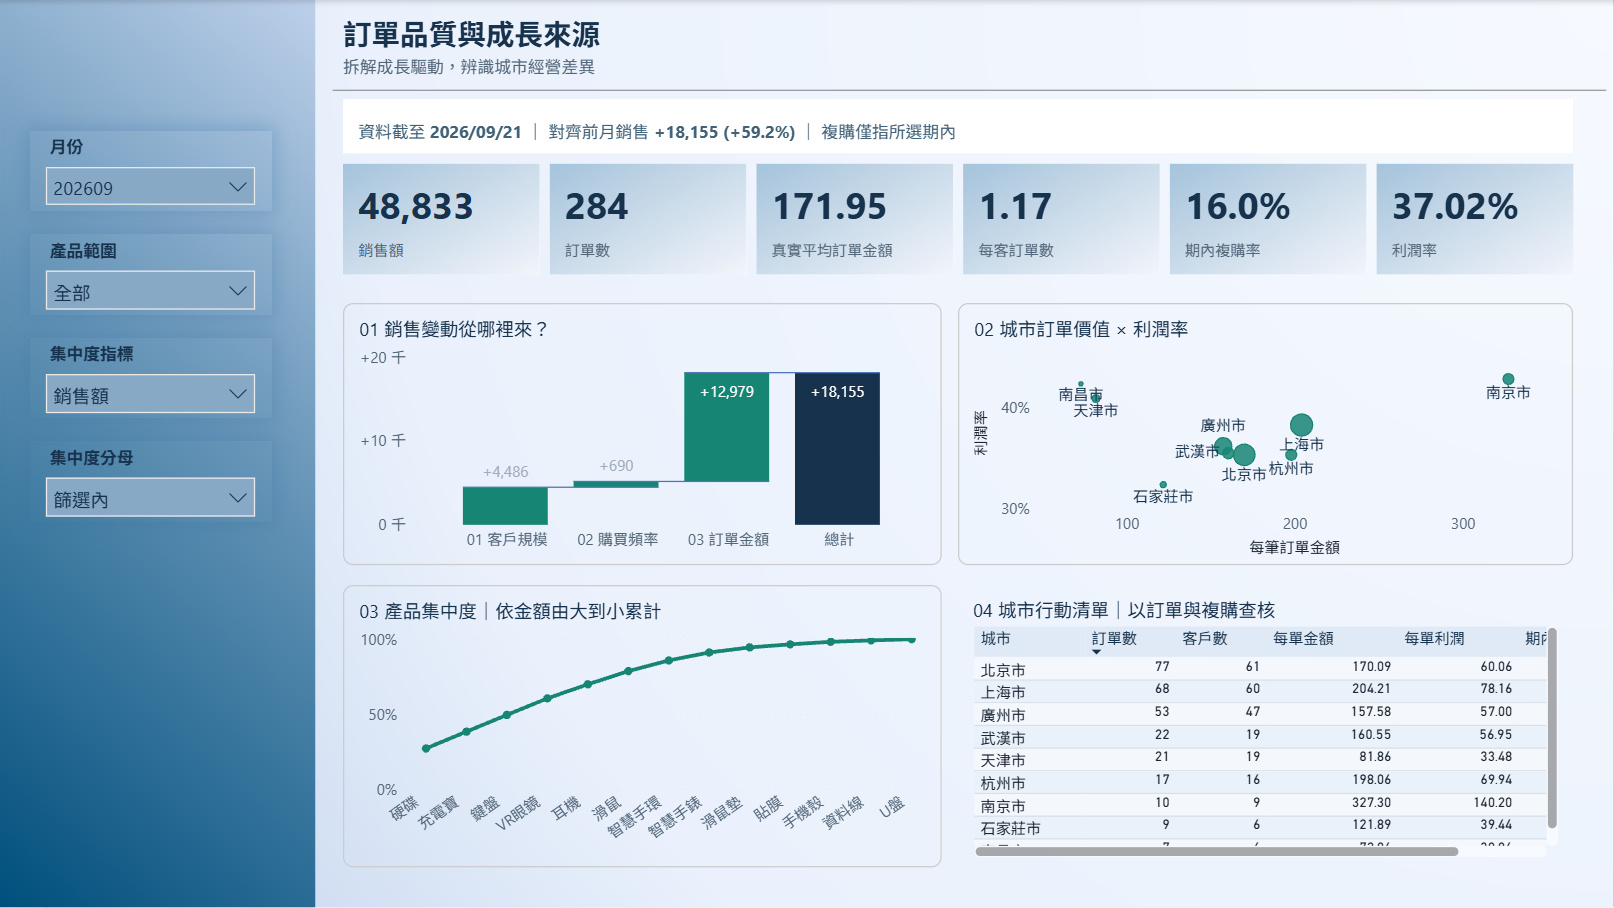 訂單品質與成長來源
拆解成長驅動，辨識城市經營差異
月份
202609
產品範圍
全部
集中度指標
銷售額
集中度分母
篩選內
資料截至 2026/09/21 ｜ 對齊前月銷售 +18,155 (+59.2%) ｜ 複購僅指所選期內
48,833
銷售額
284
訂單數
171.95
真實平均訂單金額
1.17
每客訂單數
16.0%
期內複購率
37.02%
利潤率
01 銷售變動從哪裡來？
+20 千
+10 千
0 千
+4,486
+690
+12,979
+18,155
01 客戶規模
02 購買頻率
03 訂單金額
總計
02 城市訂單價值 × 利潤率
利潤率
40%
30%
南昌市
天津市
南京市
廣州市
武漢市
上海市
北京市
杭州市
石家莊市
100
200
300
每筆訂單金額
03 產品集中度｜依金額由大到小累計
100%
50%
0%
硬碟
充電寶
鍵盤
VR眼鏡
耳機
滑鼠
智慧手環
智慧手錶
滑鼠墊
貼膜
手機殼
資料線
U盤
04 城市行動清單｜以訂單與複購查核
城市 訂單數 客戶數 每單金額 每單利潤 期
北京市 77 61 170.09 60.06
上海市 68 60 204.21 78.16
廣州市 53 47 157.58 57.00
武漢市 22 19 160.55 56.95
天津市 21 19 81.86 33.48
杭州市 17 16 198.06 69.94
南京市 10 9 327.30 140.20
石家莊市 9 6 121.89 39.44